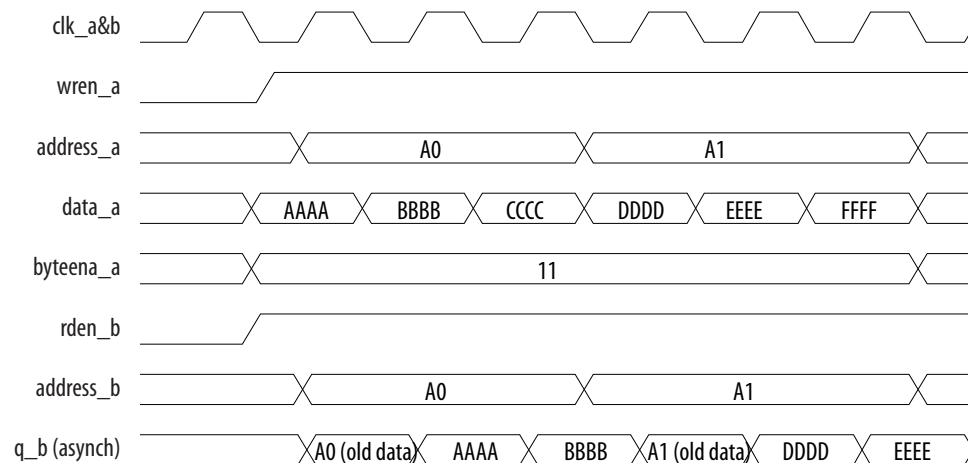 clk_a&b
wren_a
address_a A0 A1
data_a AAAA BBBB CCCC DDDD EEEE FFFF
byteena_a 11
rden_b
address_b A0 A1
q_b (asynch) A0 (old data) AAAA BBBB A1 (old data) DDDD EEEE